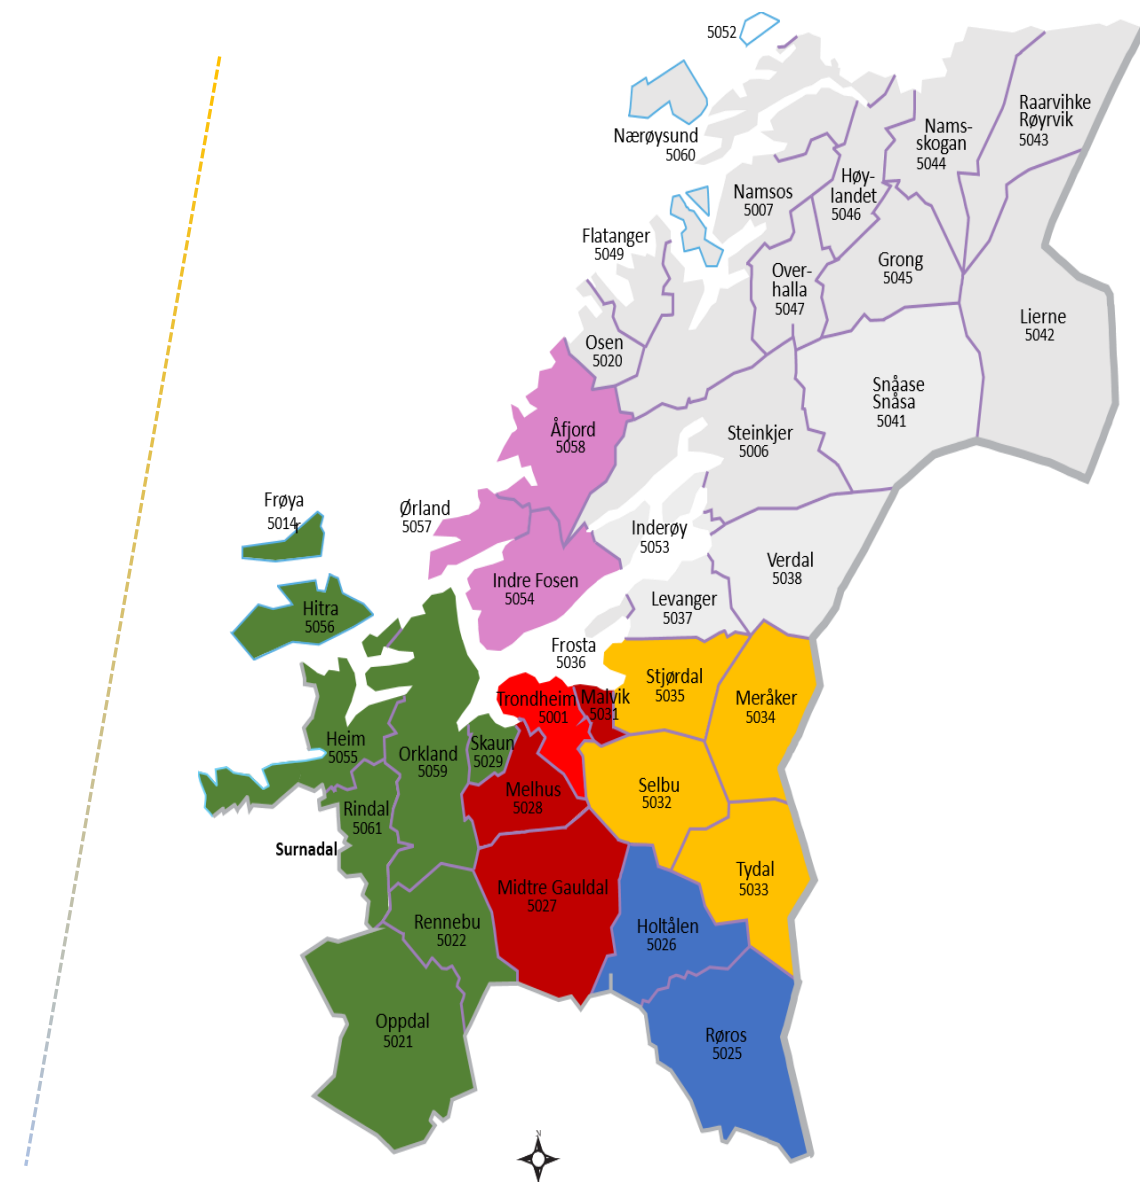 5052
Nærøysund
5060
Raarvihke
Røyrvik
5043
Nams-
skogan
5044
Høy-
landet
5046
Namsos
5007
Flatanger
5049
Grong
5045
Over-
halla
5047
Lierne
5042
Osen
5020
Snåase
Snåsa
5041
Åfjord
5058
Steinkjer
5006
Frøya
5014
Ørland
5057
Inderøy
5053
Verdal
5038
Indre Fosen
5054
Levanger
5037
Hitra
5056
Frosta
5036
Stjørdal
5035
Meråker
5034
Trondheim
5001
Malvik
5031
Heim
5055
Orkland
5059
Skaun
5029
Melhus
5028
Selbu
5032
Rindal
5061
Surnadal
Midtre Gauldal
5027
Tydal
5033
Rennebu
5022
Holtålen
5026
Oppdal
5021
Røros
5025
N